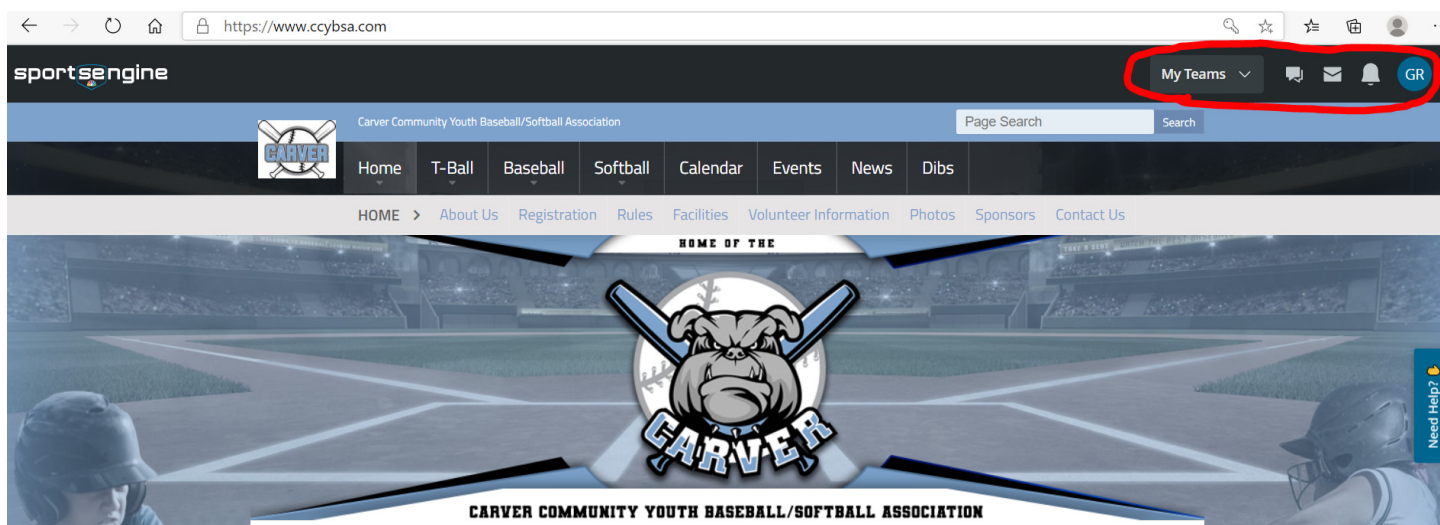 https://www.ccybsa.com
sportsengine
My Teams
GR
Carver Community Youth Baseball/Softball Association
Page Search
Search
CARVER
Home T-Ball Baseball Softball Calendar Events News Dibs
HOME > About Us Registration Rules Facilities Volunteer Information Photos Sponsors Contact Us
HOME OF THE
CARVER
Need Help?
CARVER COMMUNITY YOUTH BASEBALL/SOFTBALL ASSOCIATION